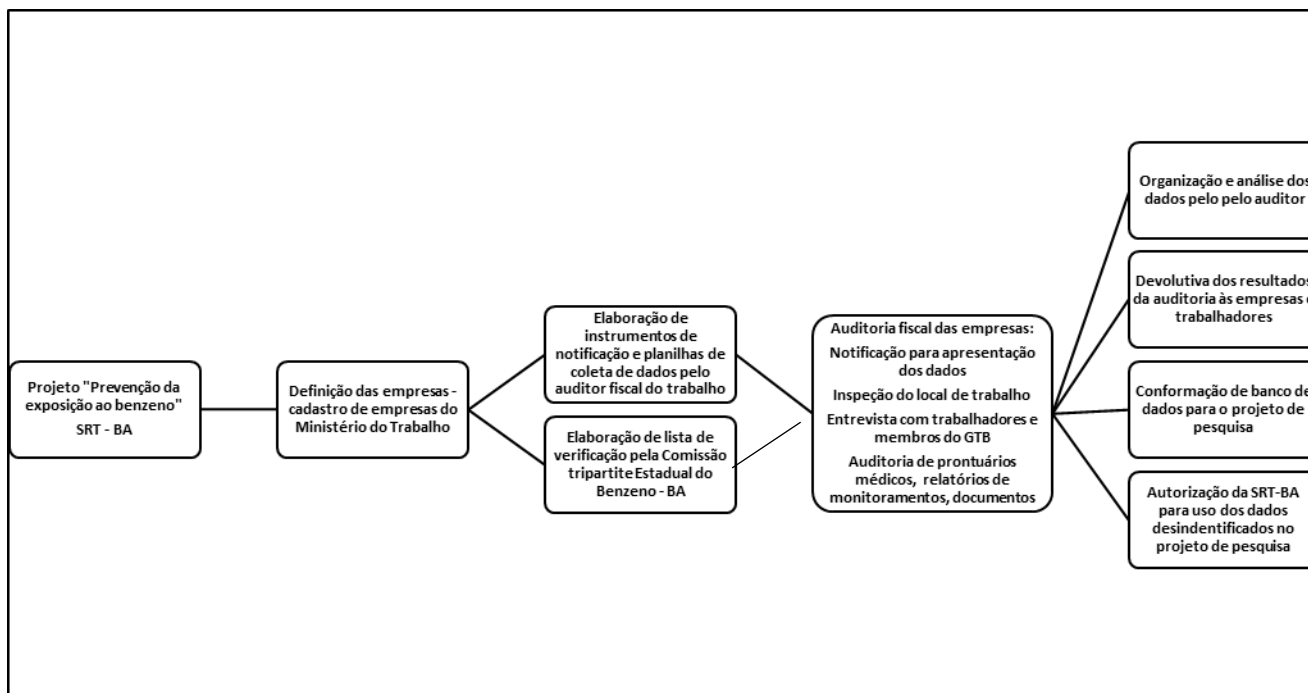 Projeto "Prevenção da
exposição ao benzeno"
SRT - BA
Definição das empresas -
cadastro de empresas do
Ministério do Trabalho
Elaboração de
instrumentos de
notificação e planilhas de
coleta de dados pelo
auditor fiscal do trabalho
Elaboração de lista de
verificação pela Comissão
tripartite Estadual do
Benzeno - BA
Auditoria fiscal das empresas:
Notificação para apresentação
dos dados
Inspeção do local de trabalho
Entrevista com trabalhadores e
membros do GTB
Auditoria de prontuários
médicos, relatórios de
monitoramentos, documentos
Organização e análise dos
dados pelo pelo auditor
Devolutiva dos resultados
da auditoria às empresas
trabalhadores
Conformação de banco de
dados para o projeto de
pesquisa
Autorização da SRT-BA
para uso dos dados
desindentificados no
projeto de pesquisa